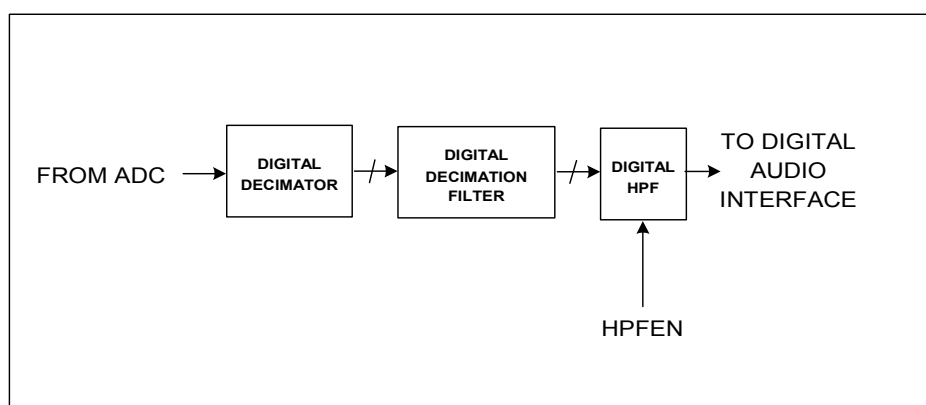 FROM ADC
DIGITAL
DECIMATOR
DIGITAL
DECIMATION
FILTER
DIGITAL
HPF
TO DIGITAL
AUDIO
INTERFACE
HPFEN